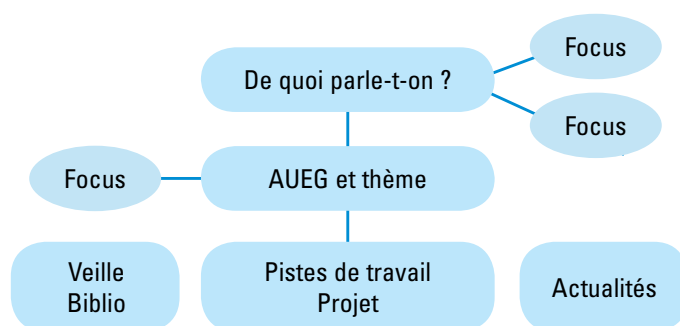 Focus
De quoi parle-t-on ?
Focus
Focus
AUEG et thème
Veille
Biblio
Pistes de travail
Projet
Actualités